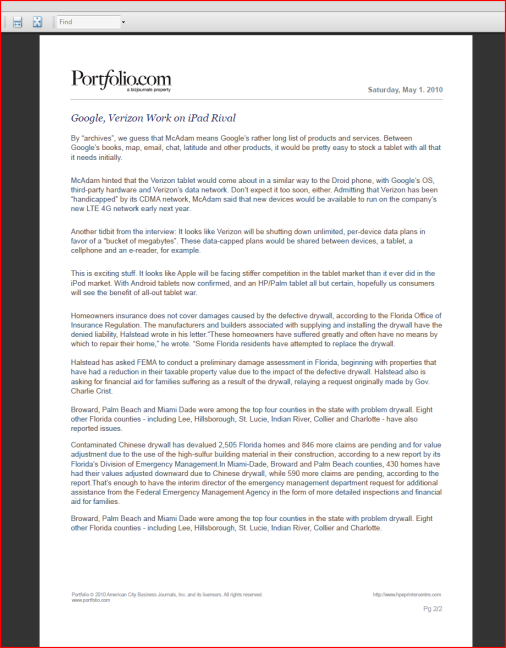 Find
Portfolio.com
a bizjournals property
Saturday, May 1. 2010
Google, Verizon Work on iPad Rival
By "archives", we guess that McAdam means Google's rather long list of products and services. Between
Google's books, map, email, chat, latitude and other products, it would be pretty easy to stock a tablet with all that
it needs initially.
McAdam hinted that the Verizon tablet would come about in a similar way to the Droid phone, with Google's OS,
third-party hardware and Verizon's data network. Don't expect it too soon, either. Admitting that Verizon has been
"handicapped" by its CDMA network, McAdam said that new devices would be available to run on the company's
new LTE 4G network early next year.
Another tidbit from the interview: It looks like Verizon will be shutting down unlimited, per-device data plans in
favor of a "bucket of megabytes". These data-capped plans would be shared between devices, a tablet, a
cellphone and an e-reader, for example.
This is exciting stuff. It looks like Apple will be facing stiffer competition in the tablet market than it ever did in the
iPod market. With Android tablets now confirmed, and an HP/Palm tablet all but certain, hopefully us consumers
will see the benefit of all-out tablet war.
Homeowners insurance does not cover damages caused by the defective drywall, according to the Florida Office of
Insurance Regulation. The manufacturers and builders associated with supplying and installing the drywall have the
denied liability, Halstead wrote in his letter."These homeowners have suffered greatly and often have no means by
which to repair their home," he wrote. "Some Florida residents have attempted to replace the drywall.
Halstead has asked FEMA to conduct a preliminary damage assessment in Florida, beginning with properties that
have had a reduction in their taxable property value due to the impact of the defective drywall. Halstead also is
asking for financial aid for families suffering as a result of the drywall, relaying a request originally made by Gov.
Charlie Crist.
Broward, Palm Beach and Miami Dade were among the top four counties in the state with problem drywall. Eight
other Florida counties - including Lee, Hillsborough, St. Lucie, Indian River, Collier and Charlotte - have also
reported issues.
Contaminated Chinese drywall has devalued 2,505 Florida homes and 846 more claims are pending and for value
adjustment due to the use of the high-sulfur building material in their construction, according to a new report by its
Florida's Division of Emergency Management.In Miami-Dade, Broward and Palm Beach counties, 430 homes have
had their values adjusted downward due to Chinese drywall, while 590 more claims are pending, according to the
report.That's enough to have the interim director of the emergency management department request for additional
assistance from the Federal Emergency Management Agency in the form of more detailed inspections and financial
aid for families.
Broward, Palm Beach and Miami Dade were among the top four counties in the state with problem drywall. Eight
other Florida counties - including Lee, Hillsborough, St. Lucie, Indian River, Collier and Charlotte.
Portfolio © 2010 American City Business Journals, Inc. and its licensors. All rights reserved.
www.portfolio.com
Pg 2/2